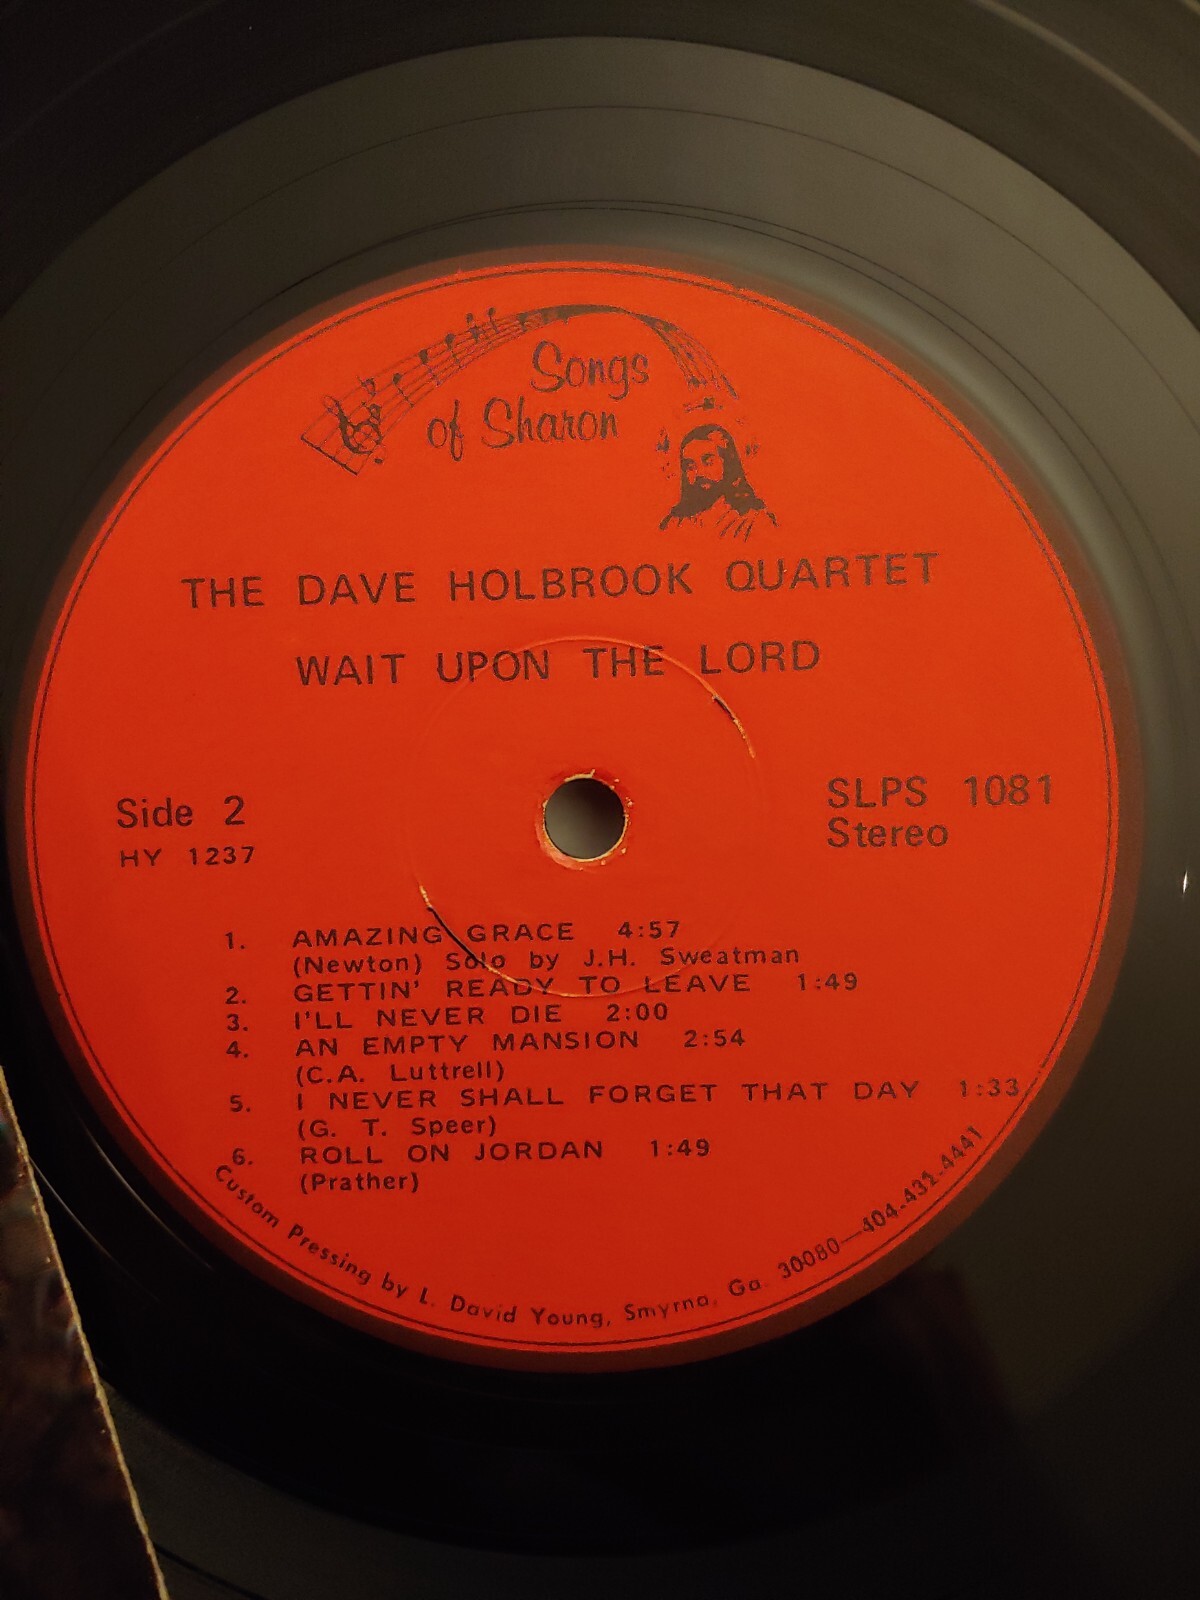 Songs
of Sharon
THE DAVE HOLBROOK QUARTET
WAIT UPON THE LORD
Side 2
HY 1237
SLPS 1081
Stereo
1. AMAZING GRACE 4:57
(Newton) Solo by J.H. Sweatman
2. GETTIN' READY TO LEAVE 1:49
3. I'LL NEVER DIE 2:00
4. AN EMPTY MANSION 2:54
(C.A. Luttrell)
5. I NEVER SHALL FORGET THAT DAY 1:33
(G. T. Speer)
6. ROLL ON JORDAN 1:49
(Prather)
Custom Pressing by L. David Young, Smyrna, Ga. 30080—404-432-4441